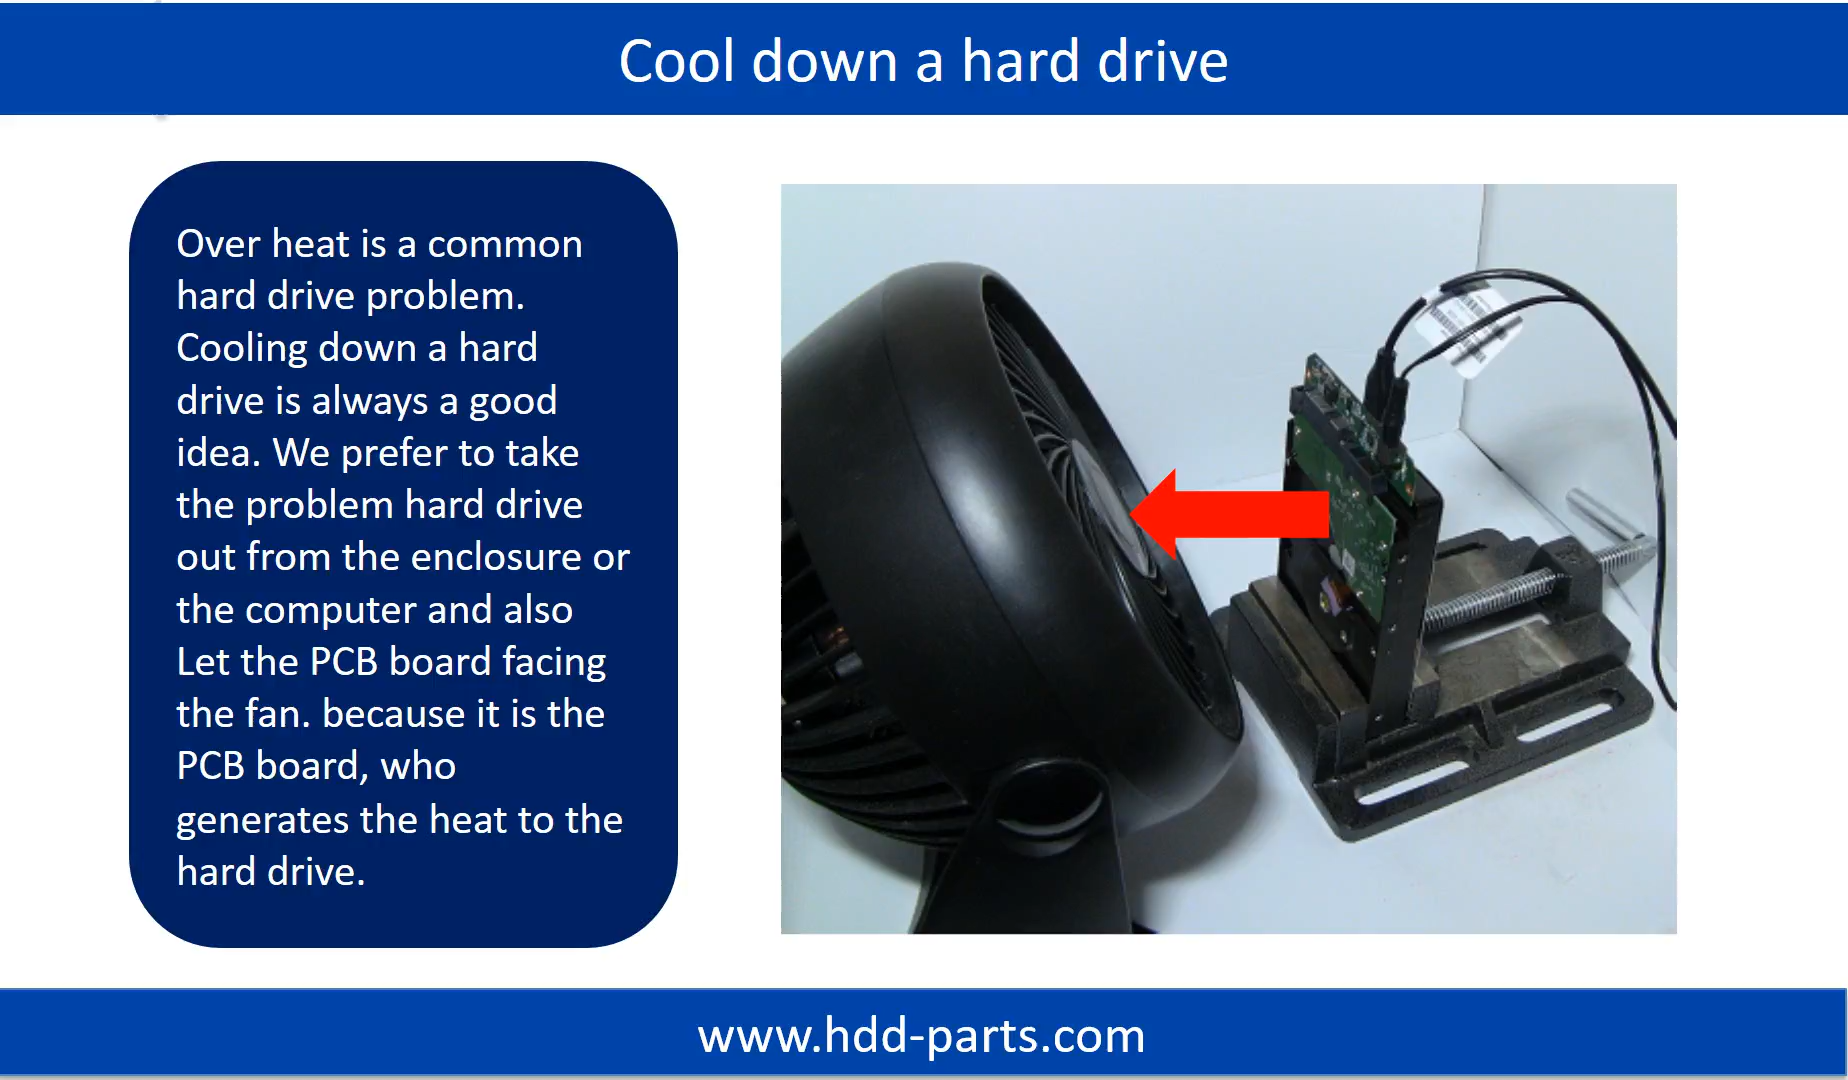 Cool down a hard drive
Over heat is a common
hard drive problem.
Cooling down a hard
drive is always a good
idea. We prefer to take
the problem hard drive
out from the enclosure or
the computer and also
Let the PCB board facing
the fan. because it is the
PCB board, who
generates the heat to the
hard drive.
www.hdd-parts.com